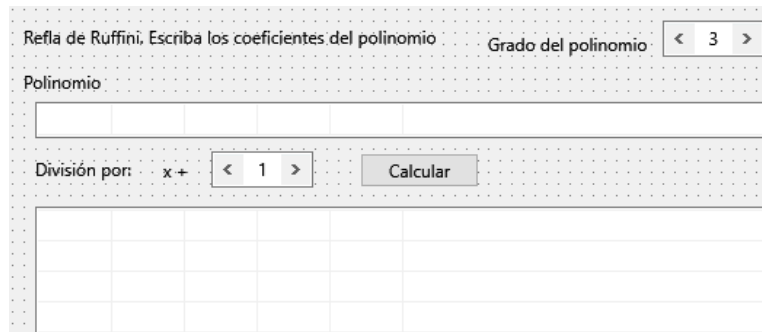 Refla de Ruffini, Escriba los coeficientes del polinomio
Grado del polinomio < 3 >
Polinomio
División por: x + < 1 > Calcular